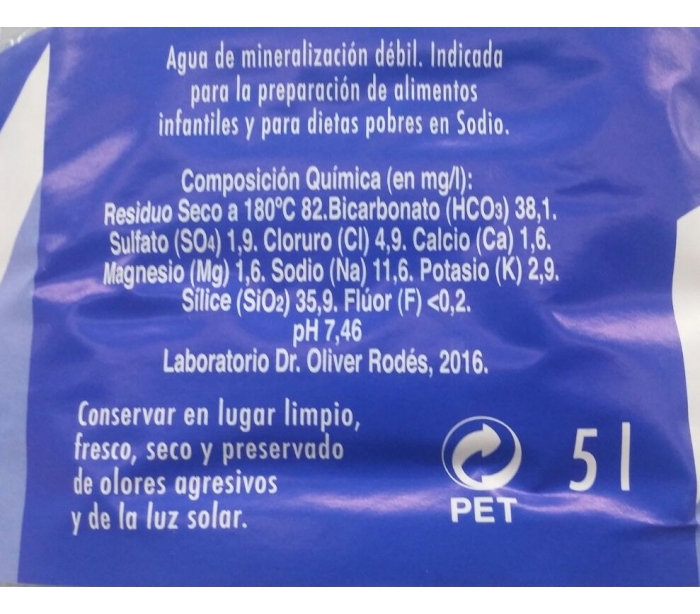 Agua de mineralización débil. Indicada
para la preparación de alimentos
infantiles y para dietas pobres en Sodio.
Composición Química (en mg/l):
Residuo Seco a 180ºC 82.Bicarbonato (HCO3) 38,1.
Sulfato (SO4) 1,9. Cloruro (Cl) 4,9. Calcio (Ca) 1,6.
Magnesio (Mg) 1,6. Sodio (Na) 11,6. Potasio (K) 2,9.
Sílice (SiO2) 35,9. Flúor (F) <0,2.
pH 7,46
Laboratorio Dr. Oliver Rodés, 2016.
Conservar en lugar limpio,
fresco, seco y preservado
de olores agresivos
y de la luz solar.
PET
5 l